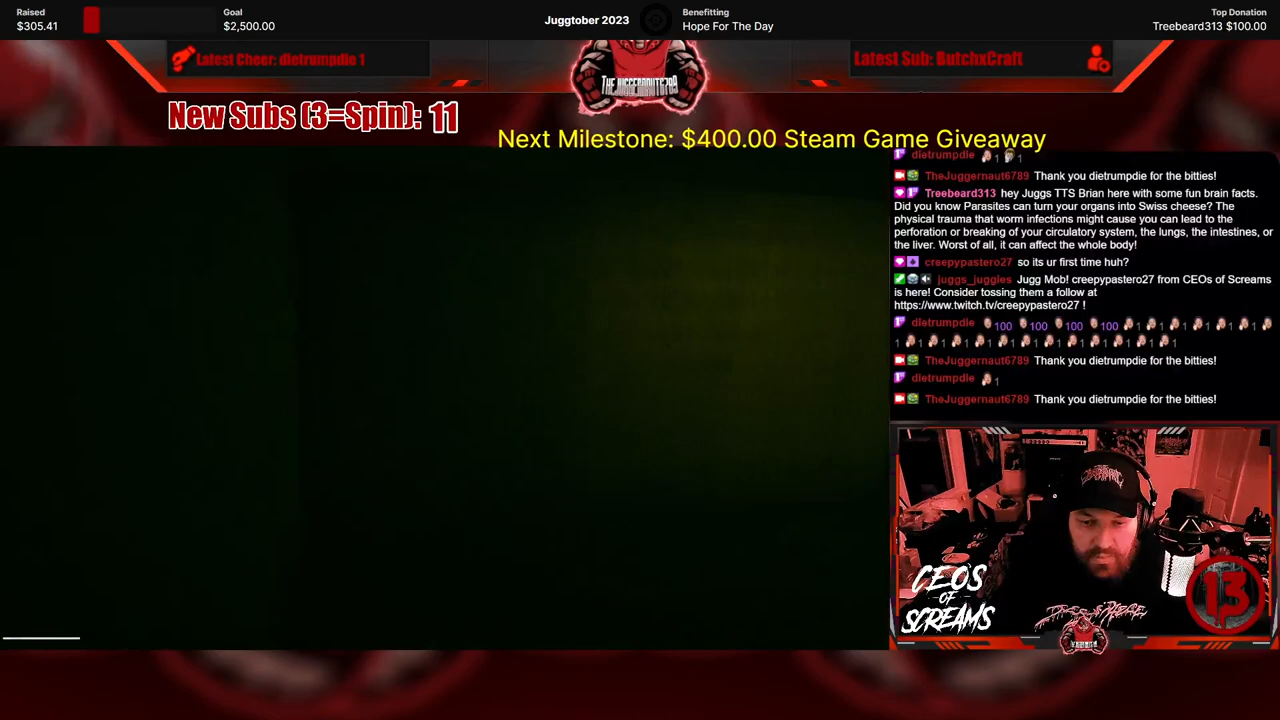 Raised
$305.41
Goal
$2,500.00
Juggtober 2023
Benefitting
Hope For The Day
Top Donation
Treebeard313 $100.00
Latest Cheer: dietrumpdie 1
THEJUGGERNAUT6789
Latest Sub: ButchxCraft
New Subs (3=Spin): 11
Next Milestone: $400.00 Steam Game Giveaway
dietrumpdie 1 1
TheJuggernaut6789 Thank you dietrumpdie for the bitties!
Treebeard313 hey Juggs TTS Brian here with some fun brain facts.
Did you know Parasites can turn your organs into Swiss cheese? The
physical trauma that worm infections might cause you can lead to the
perforation or breaking of your circulatory system, the lungs, the intestines, or
the liver. Worst of all, it can affect the whole body!
creepypastero27 so its ur first time huh?
juggs_juggles Jugg Mob! creepypastero27 from CEOs of Screams
is here! Consider tossing them a follow at
https://www.twitch.tv/creepypastero27 !
dietrumpdie 100 100 100 100 1 1 1 1 1 1
1 1 1 1 1 1 1 1 1 1 1 1 1
TheJuggernaut6789 Thank you dietrumpdie for the bitties!
dietrumpdie 1
TheJuggernaut6789 Thank you dietrumpdie for the bitties!
CEOS
OF
SCREAMS
13